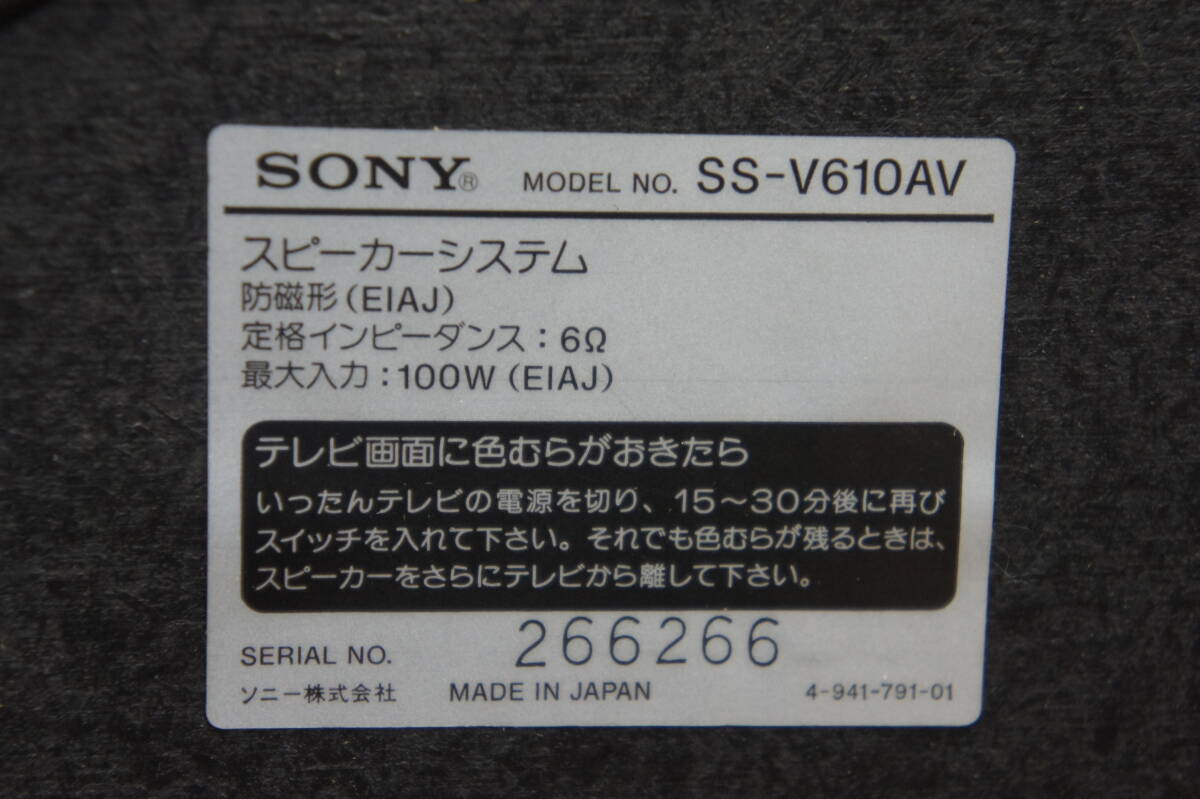 SONY® MODEL NO. SS-V610AV
スピーカーシステム
防磁形(EIAJ)
定格インピーダンス:6Ω
最大入力:100W(EIAJ)
テレビ画面に色むらがおきたら
いったんテレビの電源を切り、15~30分後に再び
スイッチを入れて下さい。それでも色むらが残るときは、
スピーカーをさらにテレビから離して下さい。
SERIAL NO. 266266
ソニー株式会社 MADE IN JAPAN 4-941-791-01